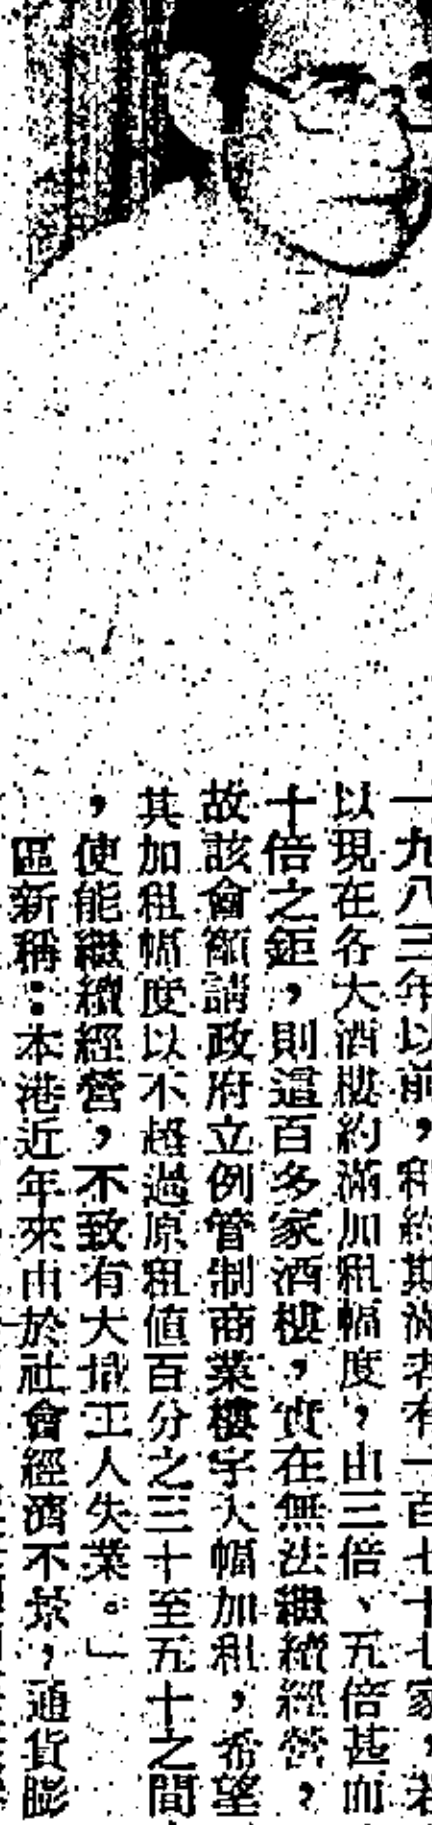 一九八三年以前，租約期滿者有一百七十七家，若
以現在各大酒樓約滿加租幅度，由三倍、五倍甚而
十倍之鉅，則這百多家酒樓，實在無法繼續經營，
故該會籲請政府立例管制商業樓宇大幅加租，希望
其加租幅度以不超過原租值百分之三十至五十之間
，使能繼續經營，不致有大批工人失業。」
區新稱：本港近年來由於社會經濟不景，通貨膨